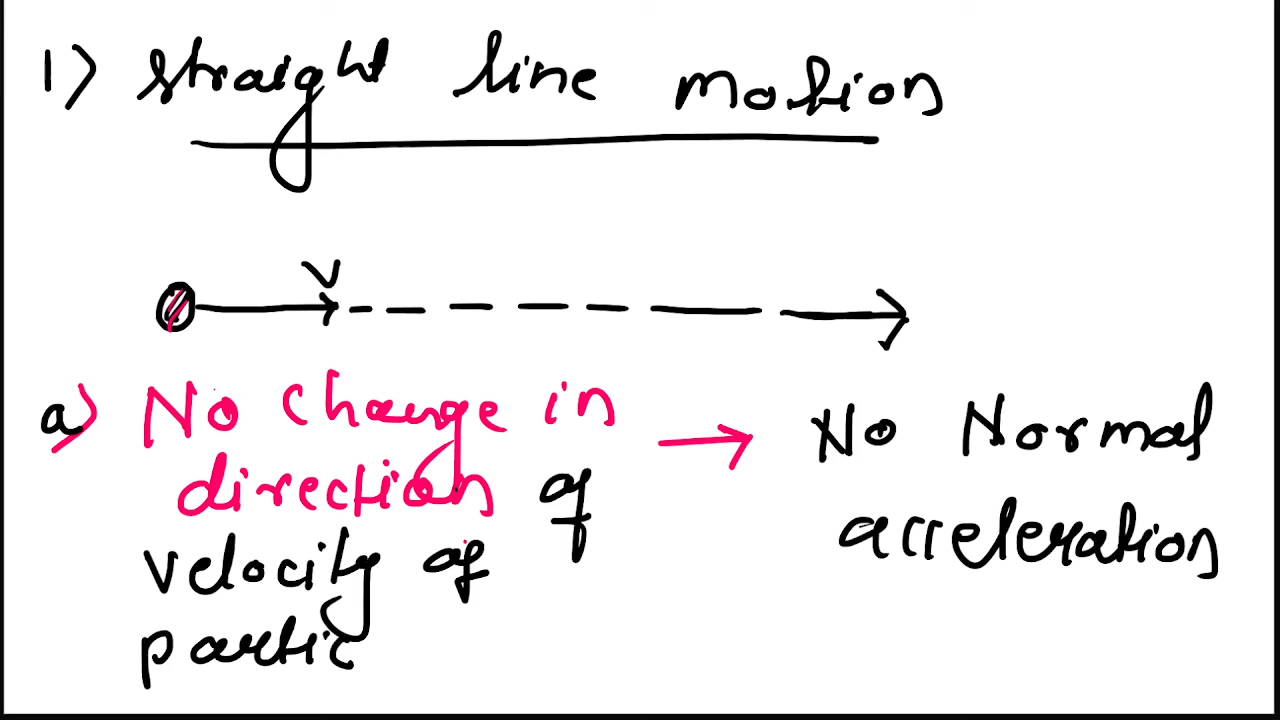 1) straight line motion
V
a) No change in
direction of
velocity of
partic
→ No Normal
acceleration